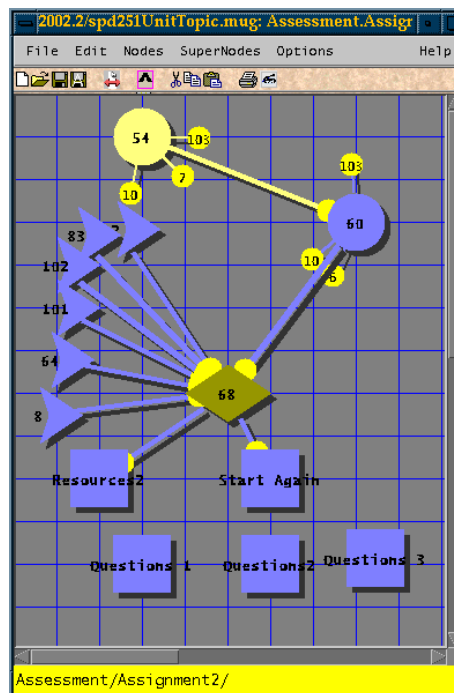 2002.2/spd251UnitTopic.mug: Assessment.Assignr
File Edit Nodes SuperNodes Options Help
54
103
103
7
10
60
83
102
10
6
101
64
68
8
Resources2
Start Again
Questions 1
Questions2
Questions 3
Assessment/Assignment2/